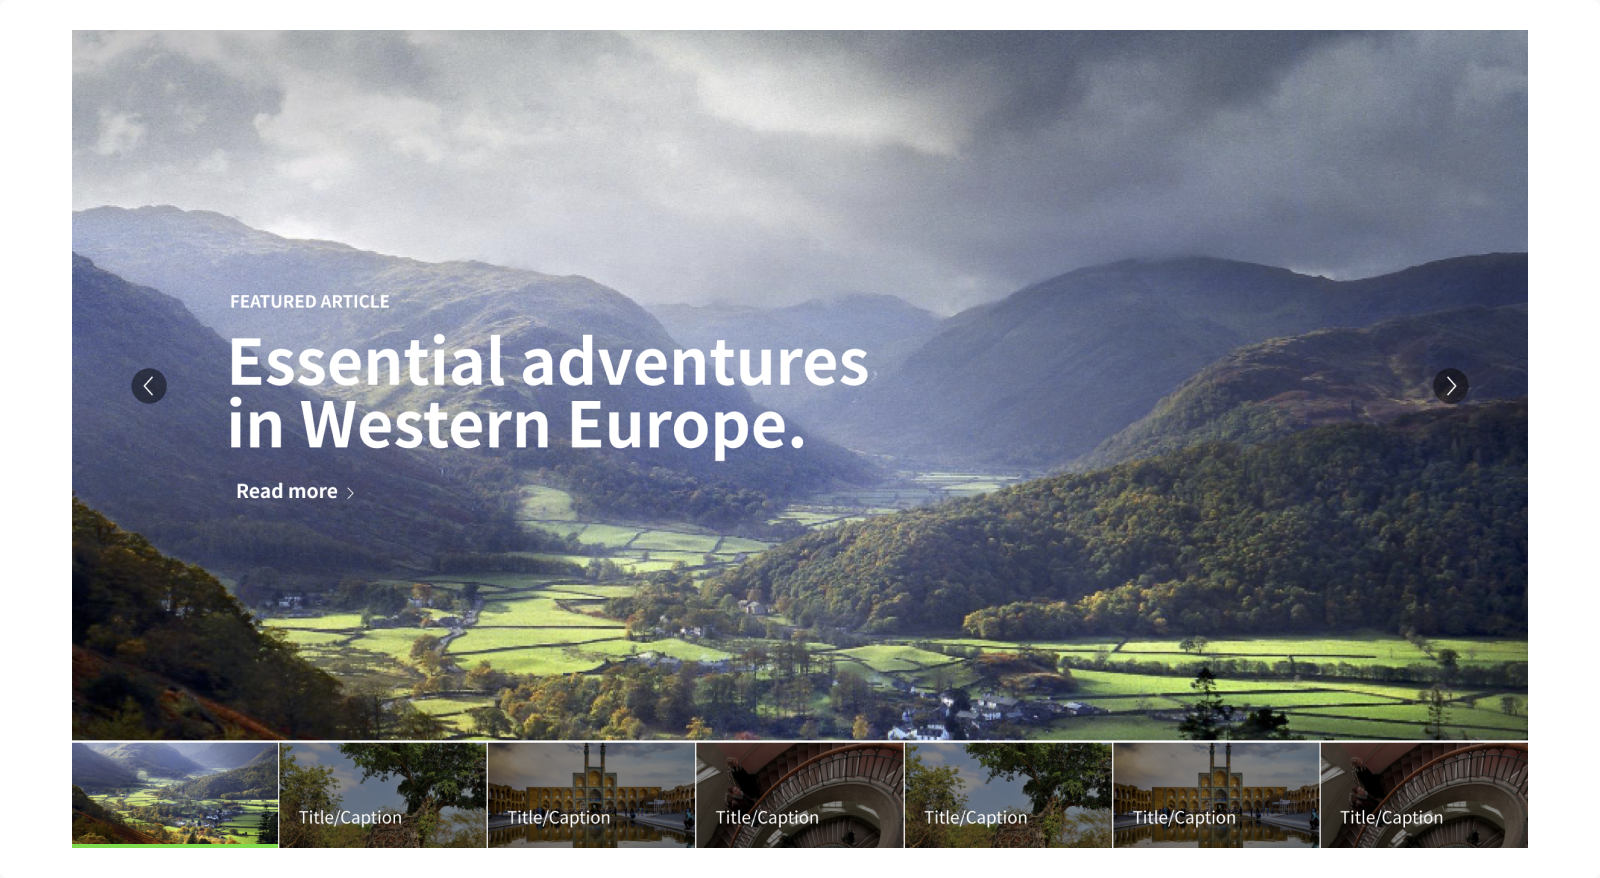 FEATURED ARTICLE
Essential adventures
in Western Europe.
Read more
Title/Caption
Title/Caption
Title/Caption
Title/Caption
Title/Caption
Title/Caption